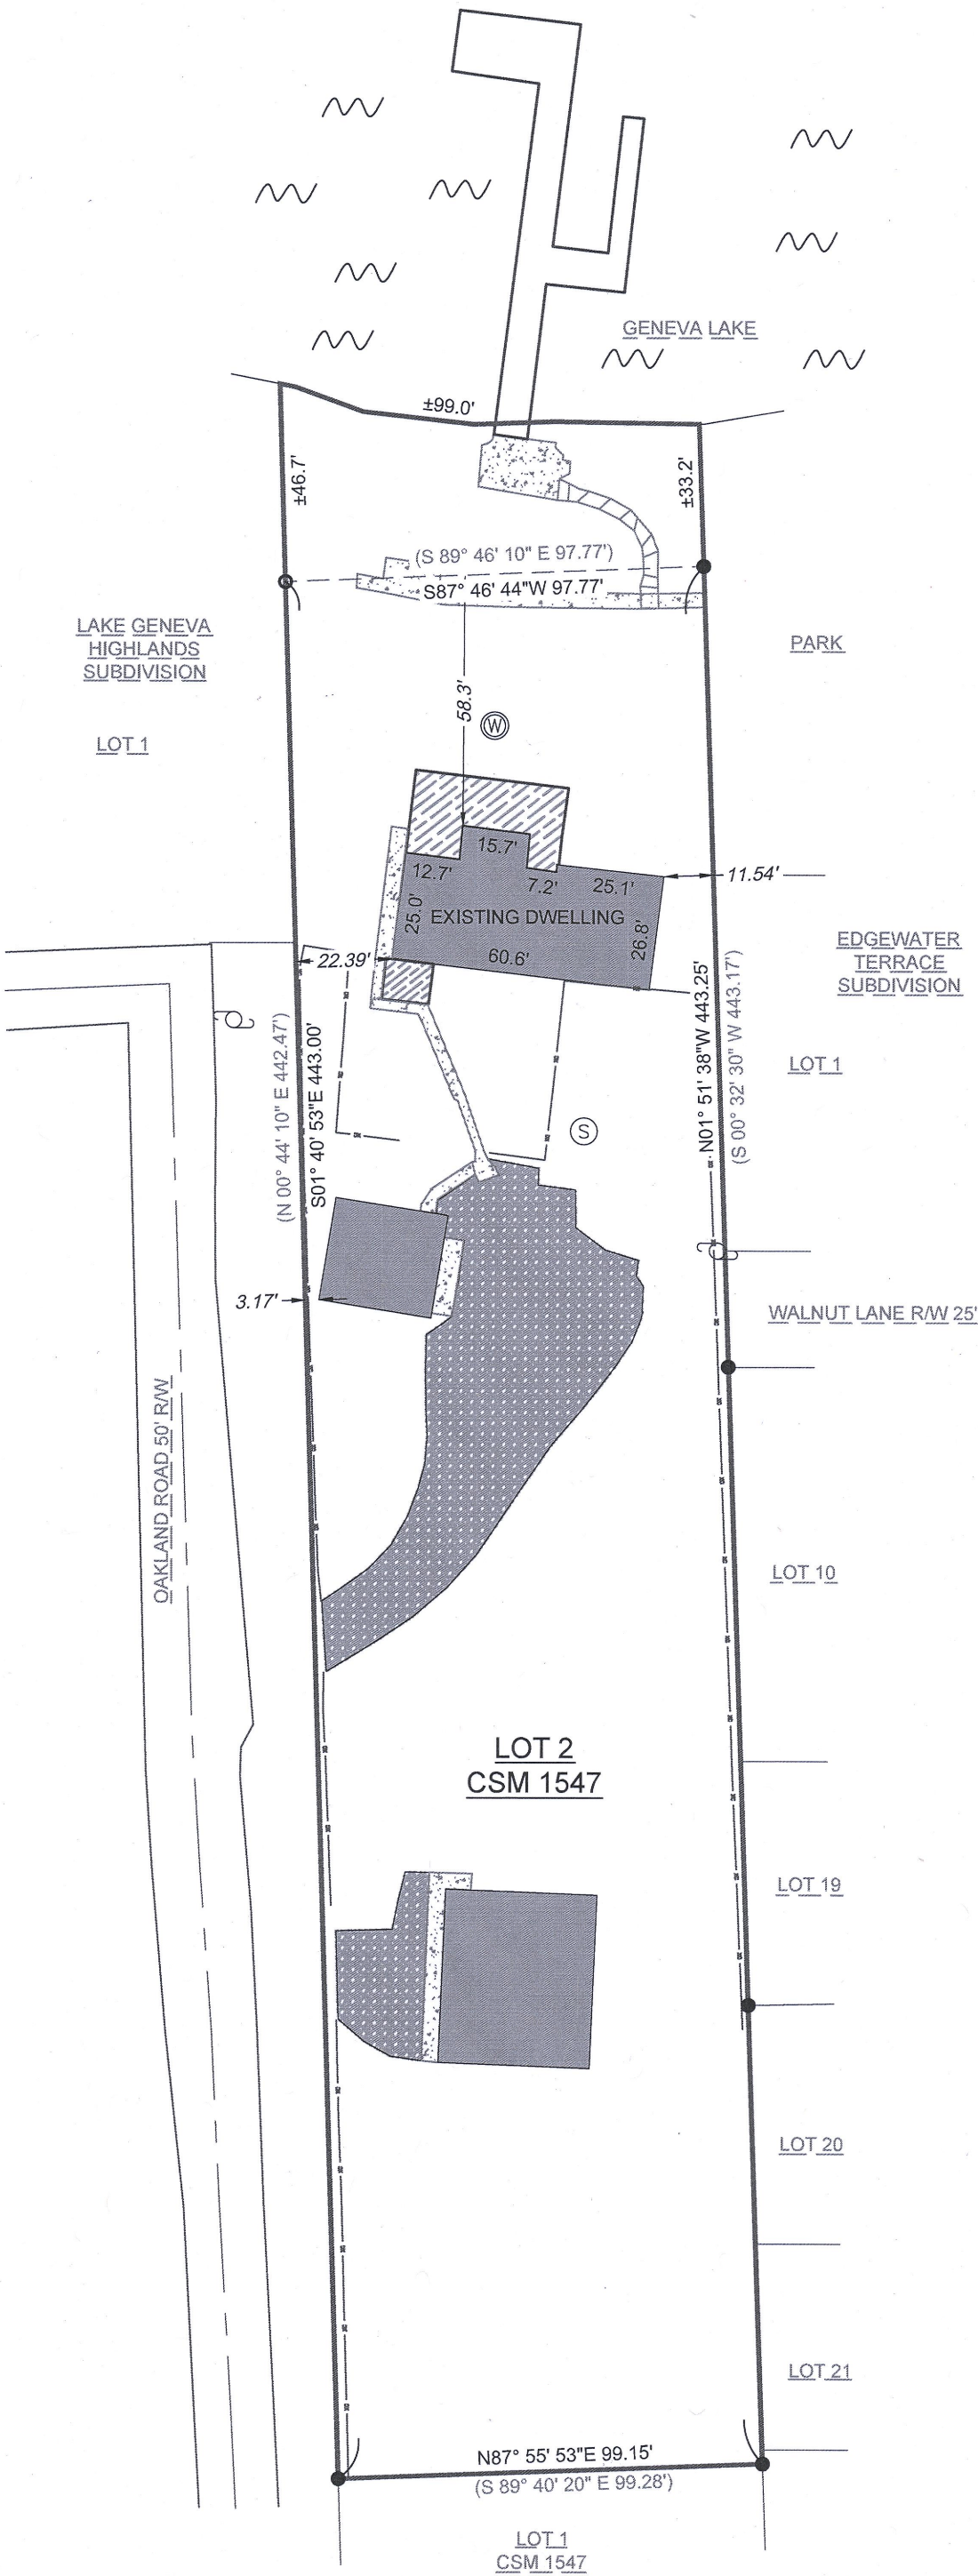 GENEVA LAKE
±99.0'
±46.7'
±33.2'
(S 89° 46' 10" E 97.77')
S87° 46' 44"W 97.77'
LAKE GENEVA
HIGHLANDS
SUBDIVISION
PARK
58.3'
W
LOT 1
15.7'
12.7'
7.2'
25.1'
11.54'
25.0'
EXISTING DWELLING
26.8'
60.6'
22.39'
EDGEWATER
TERRACE
SUBDIVISION
(N 00° 44' 10" E 442.47')
S01° 40' 53"E 443.00'
N01° 51' 38"W 443.25'
(S 00° 32' 30" W 443.17')
LOT 1
S
3.17'
WALNUT LANE R/W 25'
OAKLAND ROAD 50' R/W
LOT 10
LOT 2
CSM 1547
LOT 19
LOT 20
LOT 21
N87° 55' 53"E 99.15'
(S 89° 40' 20" E 99.28')
LOT 1
CSM 1547